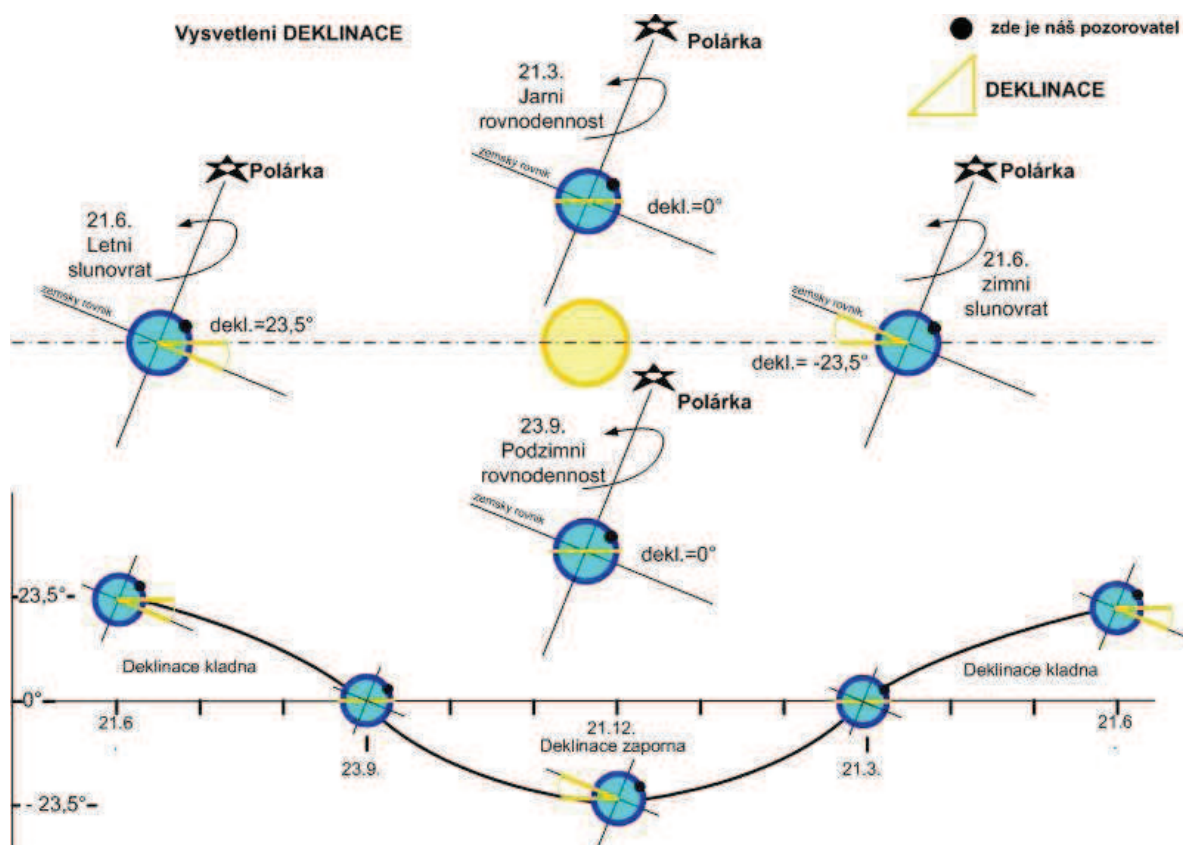 Vysvetleni DEKLINACE
zde je náš pozorovatel
DEKLINACE
Polárka
21.3.
Jarni
rovnodennost
zemsky rovnik
dekl.=0°
Polárka
21.6.
Letni
slunovrat
zemsky rovnik
dekl.=23,5°
Polárka
21.6.
zimni
slunovrat
zemsky rovnik
dekl.= -23,5°
Polárka
23.9.
Podzimni
rovnodennost
zemsky rovnik
dekl.=0°
23,5°
Deklinace kladna
Deklinace kladna
0°
21.6
23.9.
21.12.
Deklinace zaporna
21.3.
21.6
- 23,5°